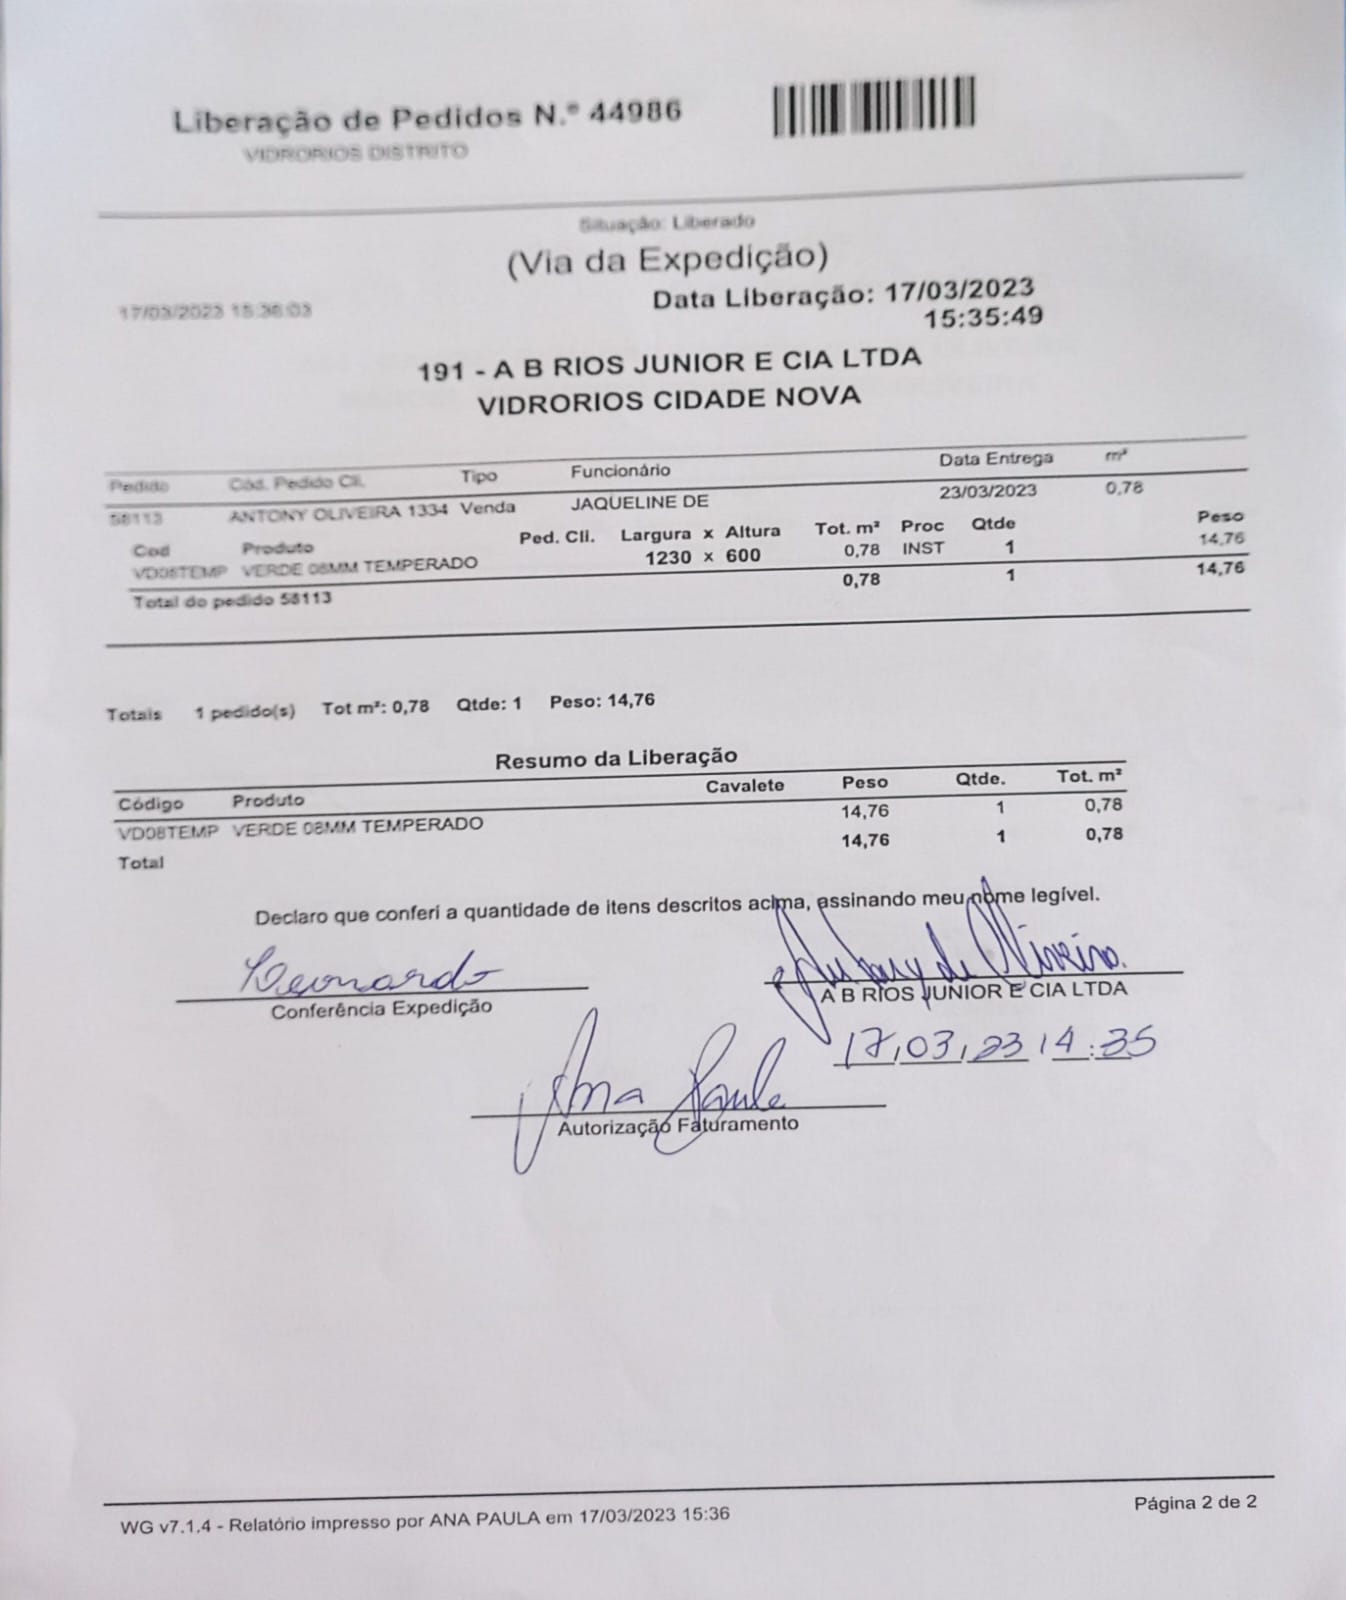 Liberação de Pedidos N.º 44986
VIDRORIOS DISTRITO
Situação: Liberado
(Via da Expedição)
17/03/2023 15:36:03
Data Liberação: 17/03/2023
15:35:49
191 - A B RIOS JUNIOR E CIA LTDA
VIDRORIOS CIDADE NOVA
Pedido Cód. Pedido Cli. Tipo Funcionário Data Entrega m²
58113 ANTONY OLIVEIRA 1334 Venda JAQUELINE DE 23/03/2023 0,78
Cod Produto Ped. Cli. Largura x Altura Tot. m² Proc Qtde Peso
VD08TEMP VERDE 08MM TEMPERADO 1230 x 600 0,78 INST 1 14,76
Total do pedido 58113 0,78 1 14,76
Totais 1 pedido(s) Tot m²: 0,78 Qtde: 1 Peso: 14,76
Resumo da Liberação
Código Produto Cavalete Peso Qtde. Tot. m²
VD08TEMP VERDE 08MM TEMPERADO 14,76 1 0,78
Total 14,76 1 0,78
Declaro que conferi a quantidade de itens descritos acima, assinando meu nome legível.
Leonardo de Oliveira
Conferência Expedição A B RIOS JUNIOR E CIA LTDA
17,03,23 14:35
Ana Paula
Autorização Faturamento
WG v7.1.4 - Relatório impresso por ANA PAULA em 17/03/2023 15:36
Página 2 de 2